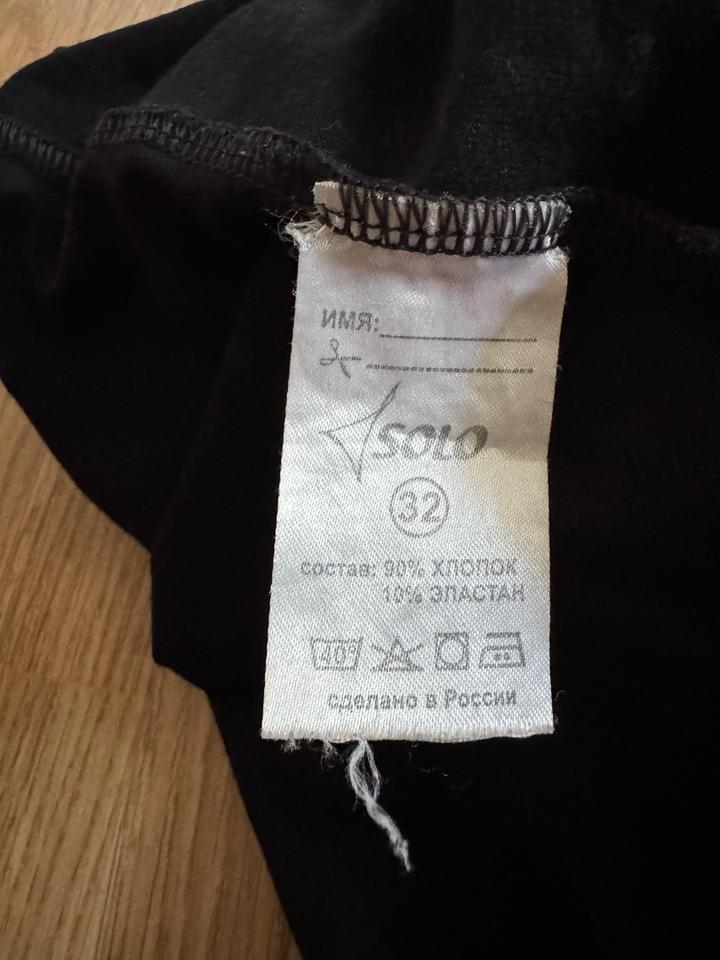 ИМЯ:
SOLO
32
состав: 90% ХЛОПОК
10% ЭЛАСТАН
40°
сделано в России